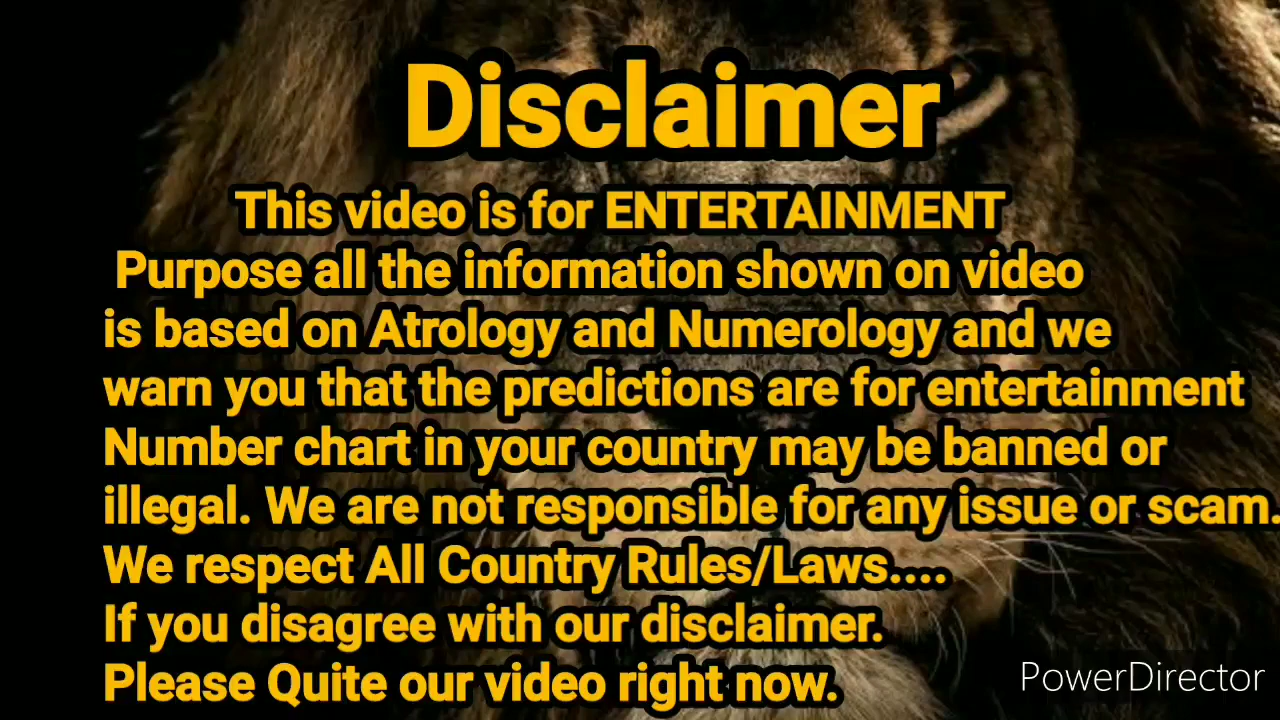 Disclaimer
This video is for ENTERTAINMENT
Purpose all the information shown on video
is based on Atrology and Numerology and we
warn you that the predictions are for entertainment
Number chart in your country may be banned or
illegal. We are not responsible for any issue or scam.
We respect All Country Rules/Laws....
If you disagree with our disclaimer.
Please Quite our video right now.
PowerDirector